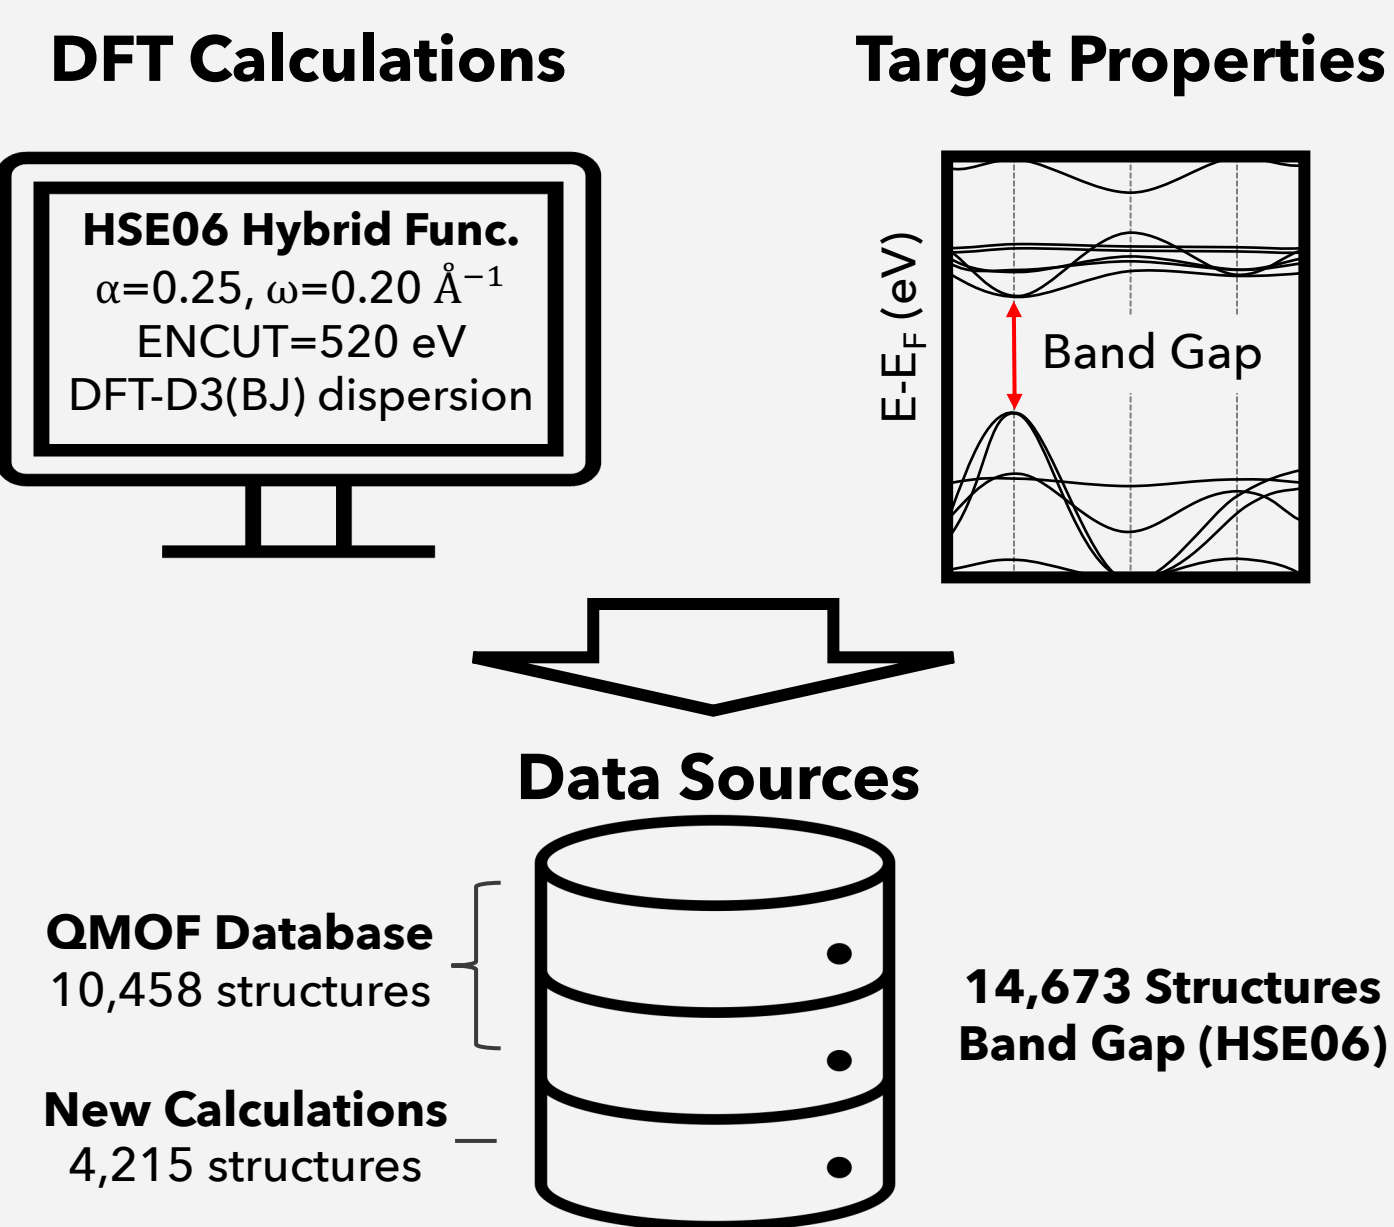 DFT Calculations
HSE06 Hybrid Func.
α=0.25, ω=0.20 Å⁻¹
ENCUT=520 eV
DFT-D3(BJ) dispersion
Target Properties
E-E_F (eV)
Band Gap
Data Sources
QMOF Database
10,458 structures
New Calculations
4,215 structures
14,673 Structures
Band Gap (HSE06)